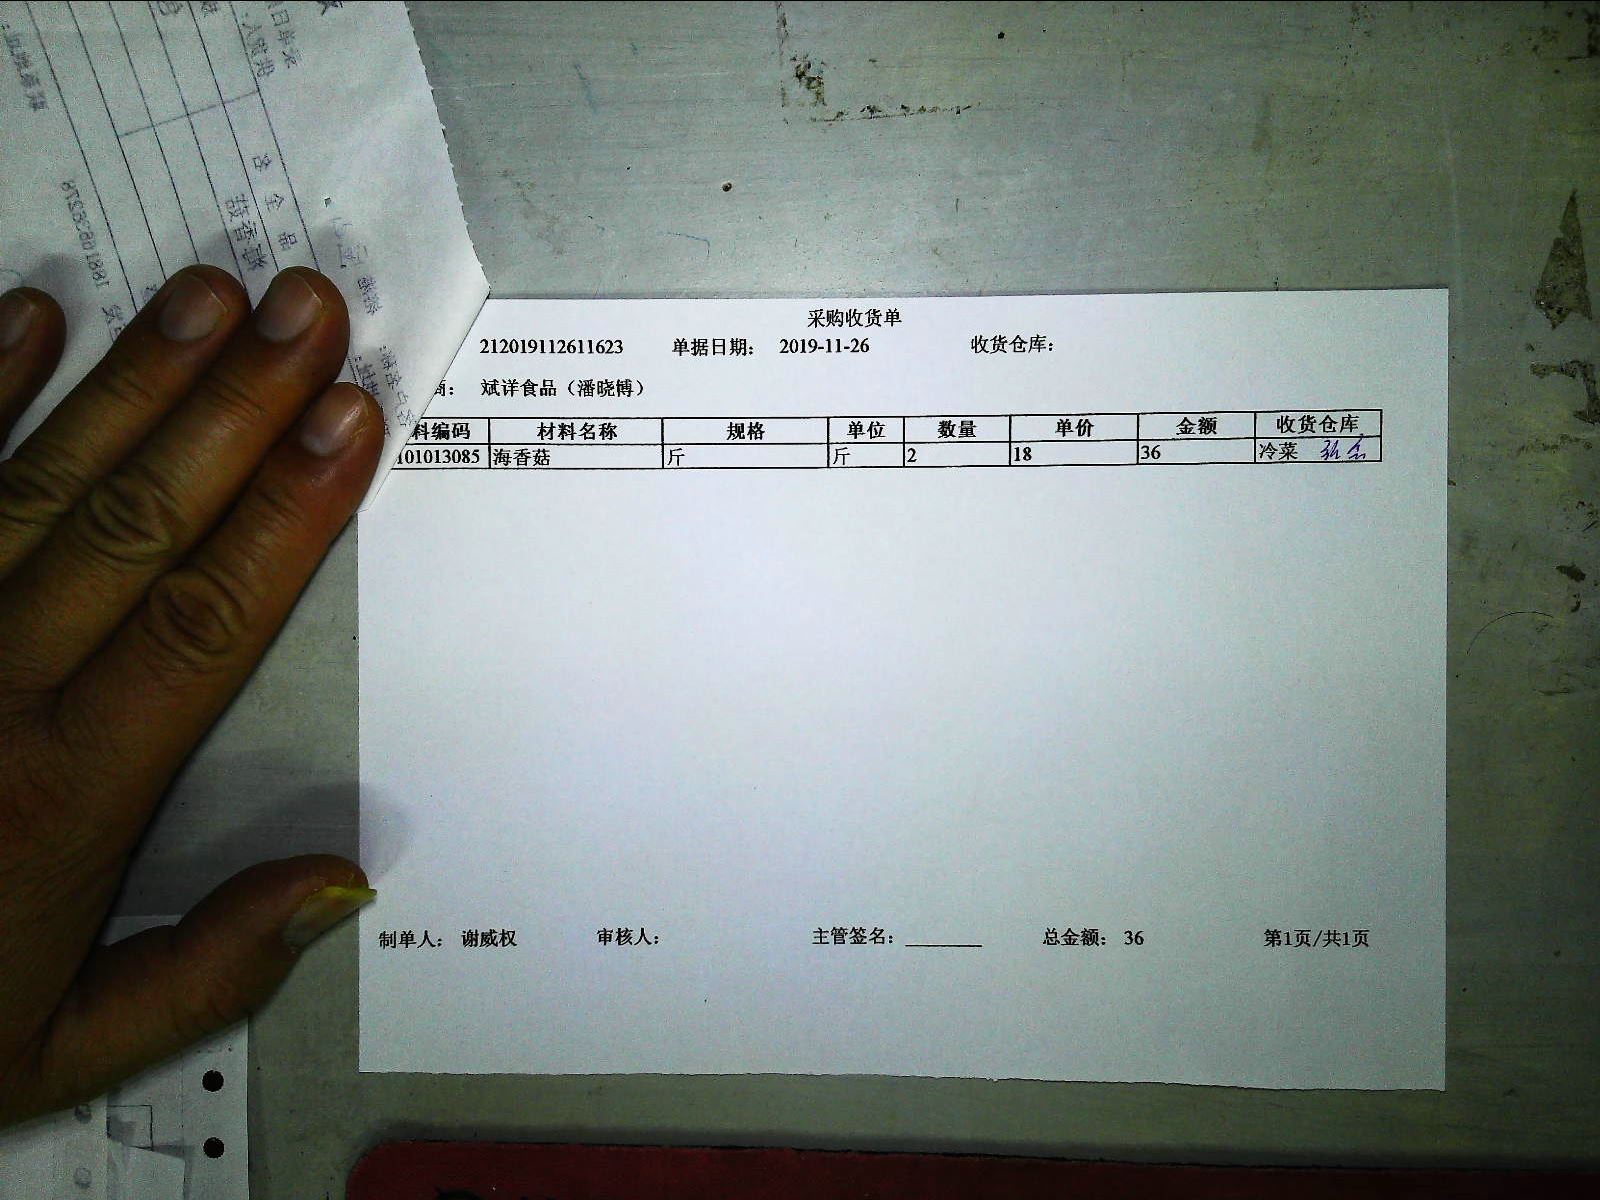 采购收货单
212019112611623 单据日期： 2019-11-26 收货仓库：
商： 斌详食品（潘晓博）
料编码 材料名称 规格 单位 数量 单价 金额 收货仓库
101013085 海香菇 斤 斤 2 18 36 冷菜
制单人： 谢威权 审核人： 主管签名： ________ 总金额： 36 第1页/共1页